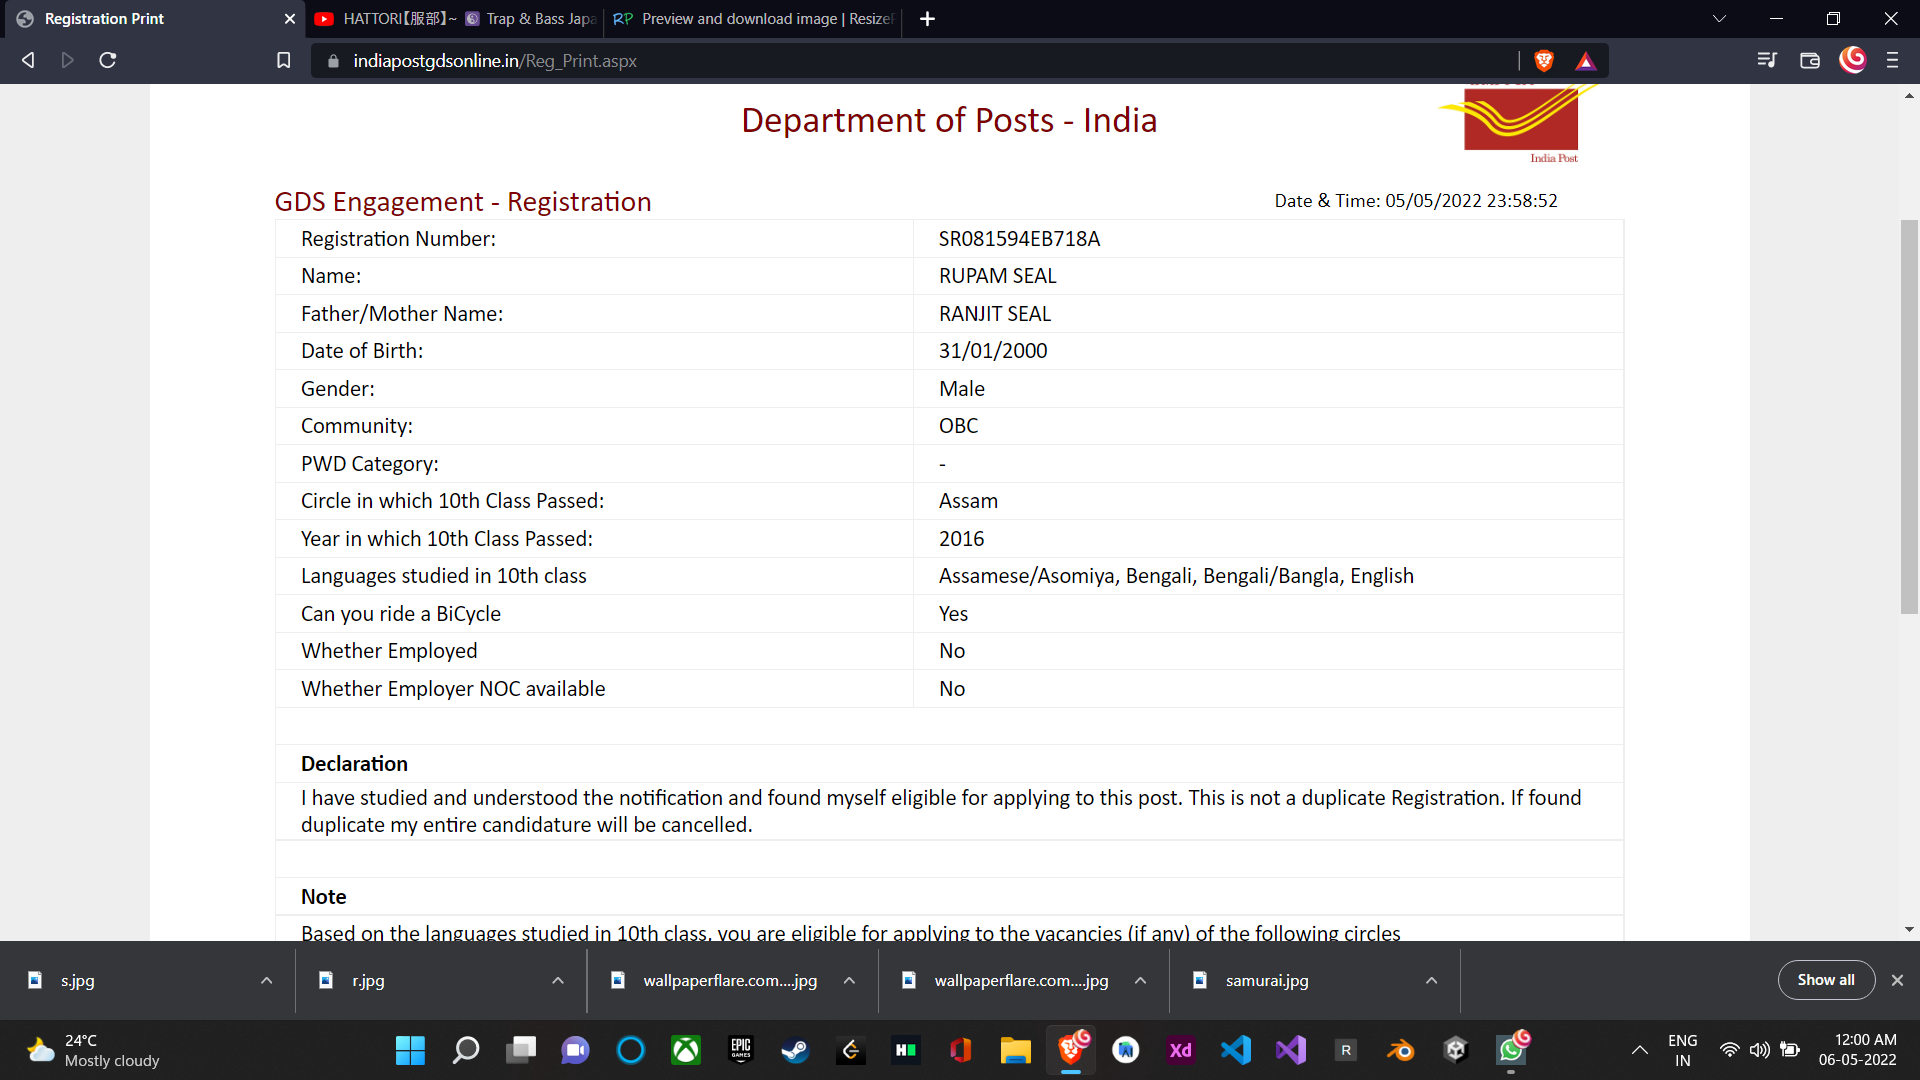 Registration Print
HATTORI【服部】~ ☯ Trap & Bass Japa
RP Preview and download image | Resize
indiapostgdsonline.in/Reg_Print.aspx
Department of Posts - India
India Post
GDS Engagement - Registration
Date & Time: 05/05/2022 23:58:52
Registration Number: SR081594EB718A
Name: RUPAM SEAL
Father/Mother Name: RANJIT SEAL
Date of Birth: 31/01/2000
Gender: Male
Community: OBC
PWD Category: -
Circle in which 10th Class Passed: Assam
Year in which 10th Class Passed: 2016
Languages studied in 10th class Assamese/Asomiya, Bengali, Bengali/Bangla, English
Can you ride a BiCycle Yes
Whether Employed No
Whether Employer NOC available No
Declaration
I have studied and understood the notification and found myself eligible for applying to this post. This is not a duplicate Registration. If found
duplicate my entire candidature will be cancelled.
Note
Based on the languages studied in 10th class, you are eligible for applying to the vacancies (if any) of the following circles
s.jpg
r.jpg
wallpaperflare.com....jpg
wallpaperflare.com....jpg
samurai.jpg
Show all
24°C
Mostly cloudy
EPIC
GAMES
Xd
R
ENG
IN
12:00 AM
06-05-2022